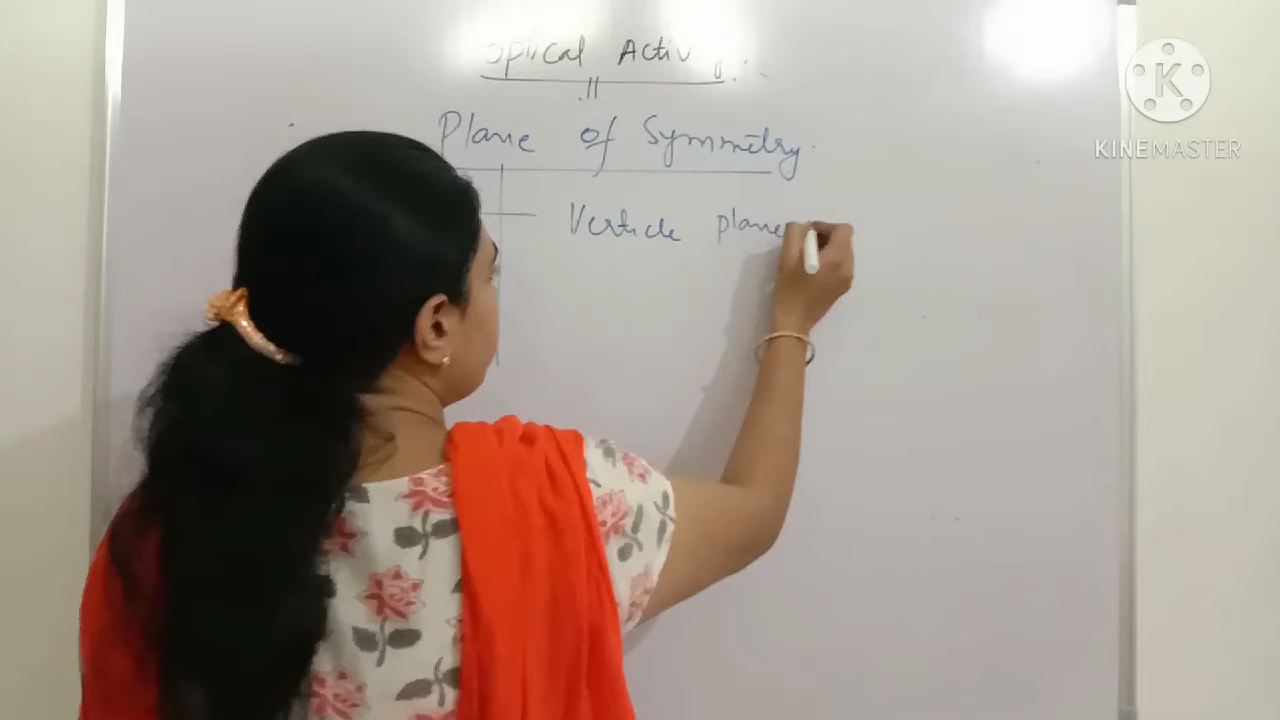 Optical Activ
Plane of Symmetry.
Verticle plane
K
KINEMASTER